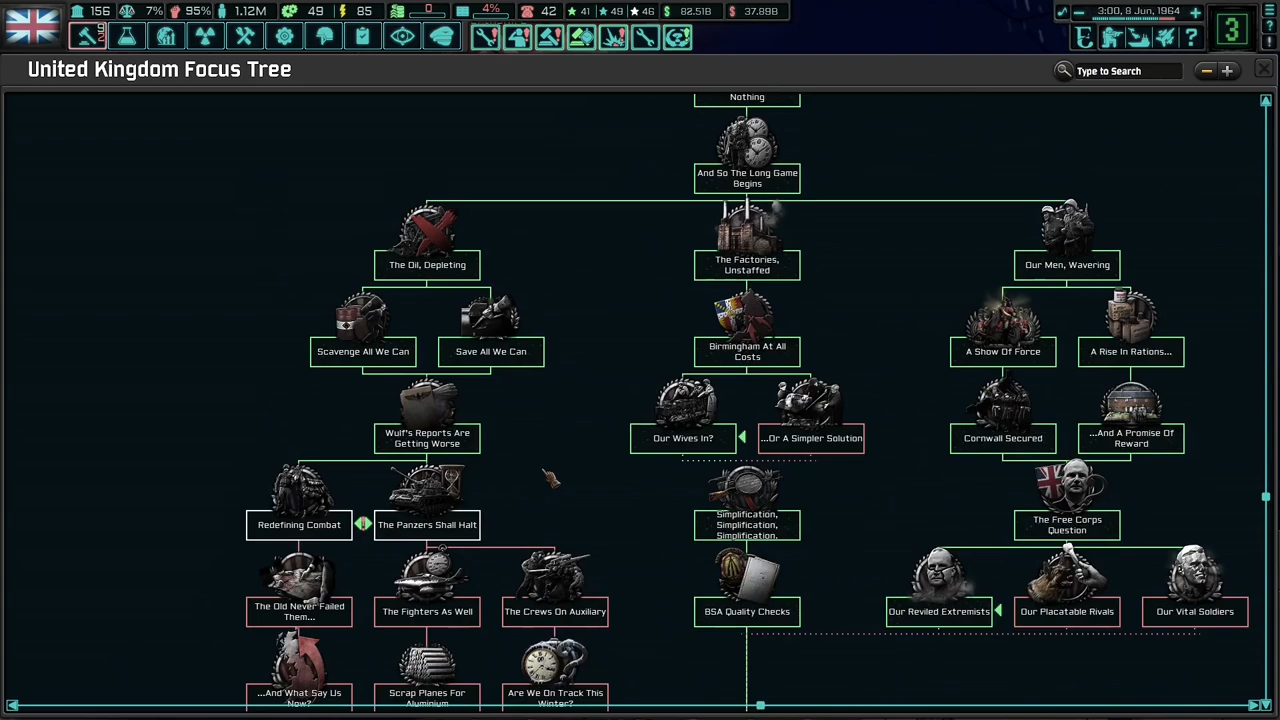 156
7%
95%
1.12M
49
85
0
4%
42
41
49
46
82.51B
37.89B
3:00, 8 Jun, 1964
3
United Kingdom Focus Tree
Type to Search
Nothing
And So The Long Game
Begins
The Oil, Depleting
The Factories,
Unstaffed
Our Men, Wavering
Scavenge All We Can
Save All We Can
Birmingham At All
Costs
A Show Of Force
A Rise In Rations...
Wulf's Reports Are
Getting Worse
Our Wives In?
...Or A Simpler Solution
Cornwall Secured
...And A Promise Of
Reward
Redefining Combat
The Panzers Shall Halt
Simplification,
Simplification,
Simplification.
The Free Corps
Question
The Old Never Failed
Them...
The Fighters As Well
The Crews On Auxiliary
BSA Quality Checks
Our Reviled Extremists
Our Placatable Rivals
Our Vital Soldiers
...And What Say Us
Now?
Scrap Planes For
Aluminium
Are We On Track This
Winter?